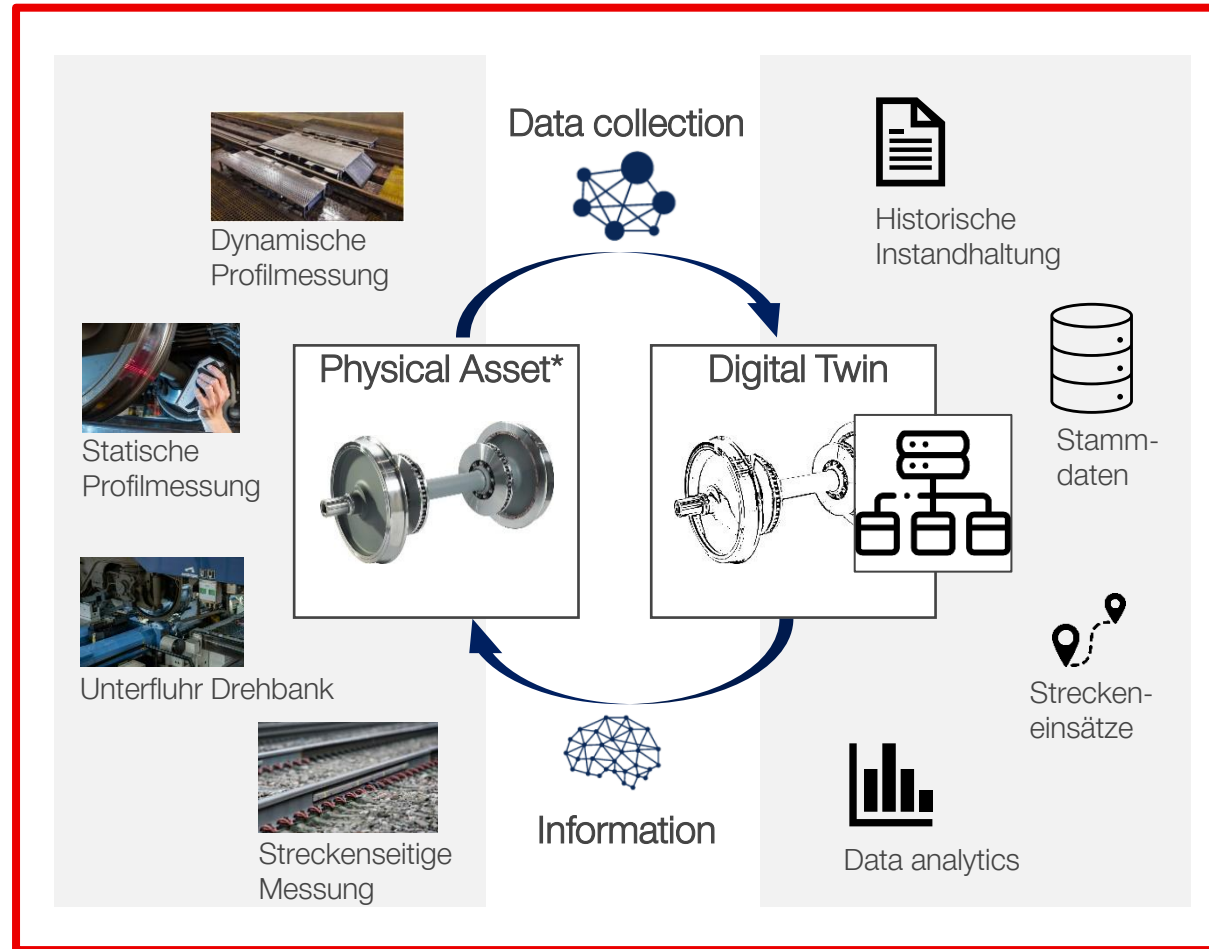 Data collection
Dynamische
Profilmessung
Historische
Instandhaltung
Physical Asset*
Digital Twin
Statische
Profilmessung
Stamm-
daten
Unterfluhr Drehbank
Strecken-
einsätze
Streckenseitige
Messung
Information
Data analytics